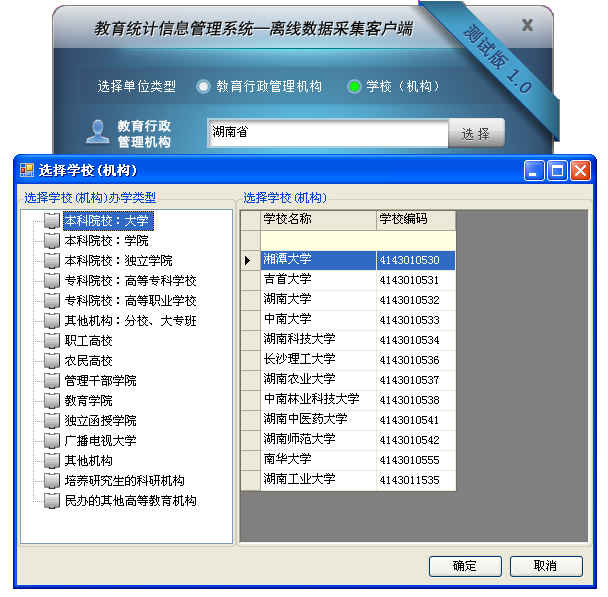 教育统计信息管理系统—离线数据采集客户端
测试版 1.0
选择单位类型 教育行政管理机构 学校（机构）
教育行政
管理机构
湖南省 选 择
选择学校(机构)
选择学校(机构)办学类型
本科院校：大学
本科院校：学院
本科院校：独立学院
专科院校：高等专科学校
专科院校：高等职业学校
其他机构：分校、大专班
职工高校
农民高校
管理干部学院
教育学院
独立函授学院
广播电视大学
其他机构
培养研究生的科研机构
民办的其他高等教育机构
选择学校(机构)
学校名称 学校编码
湘潭大学 4143010530
吉首大学 4143010531
湖南大学 4143010532
中南大学 4143010533
湖南科技大学 4143010534
长沙理工大学 4143010536
湖南农业大学 4143010537
中南林业科技大学 4143010538
湖南中医药大学 4143010541
湖南师范大学 4143010542
南华大学 4143010555
湖南工业大学 4143011535
确定 取消